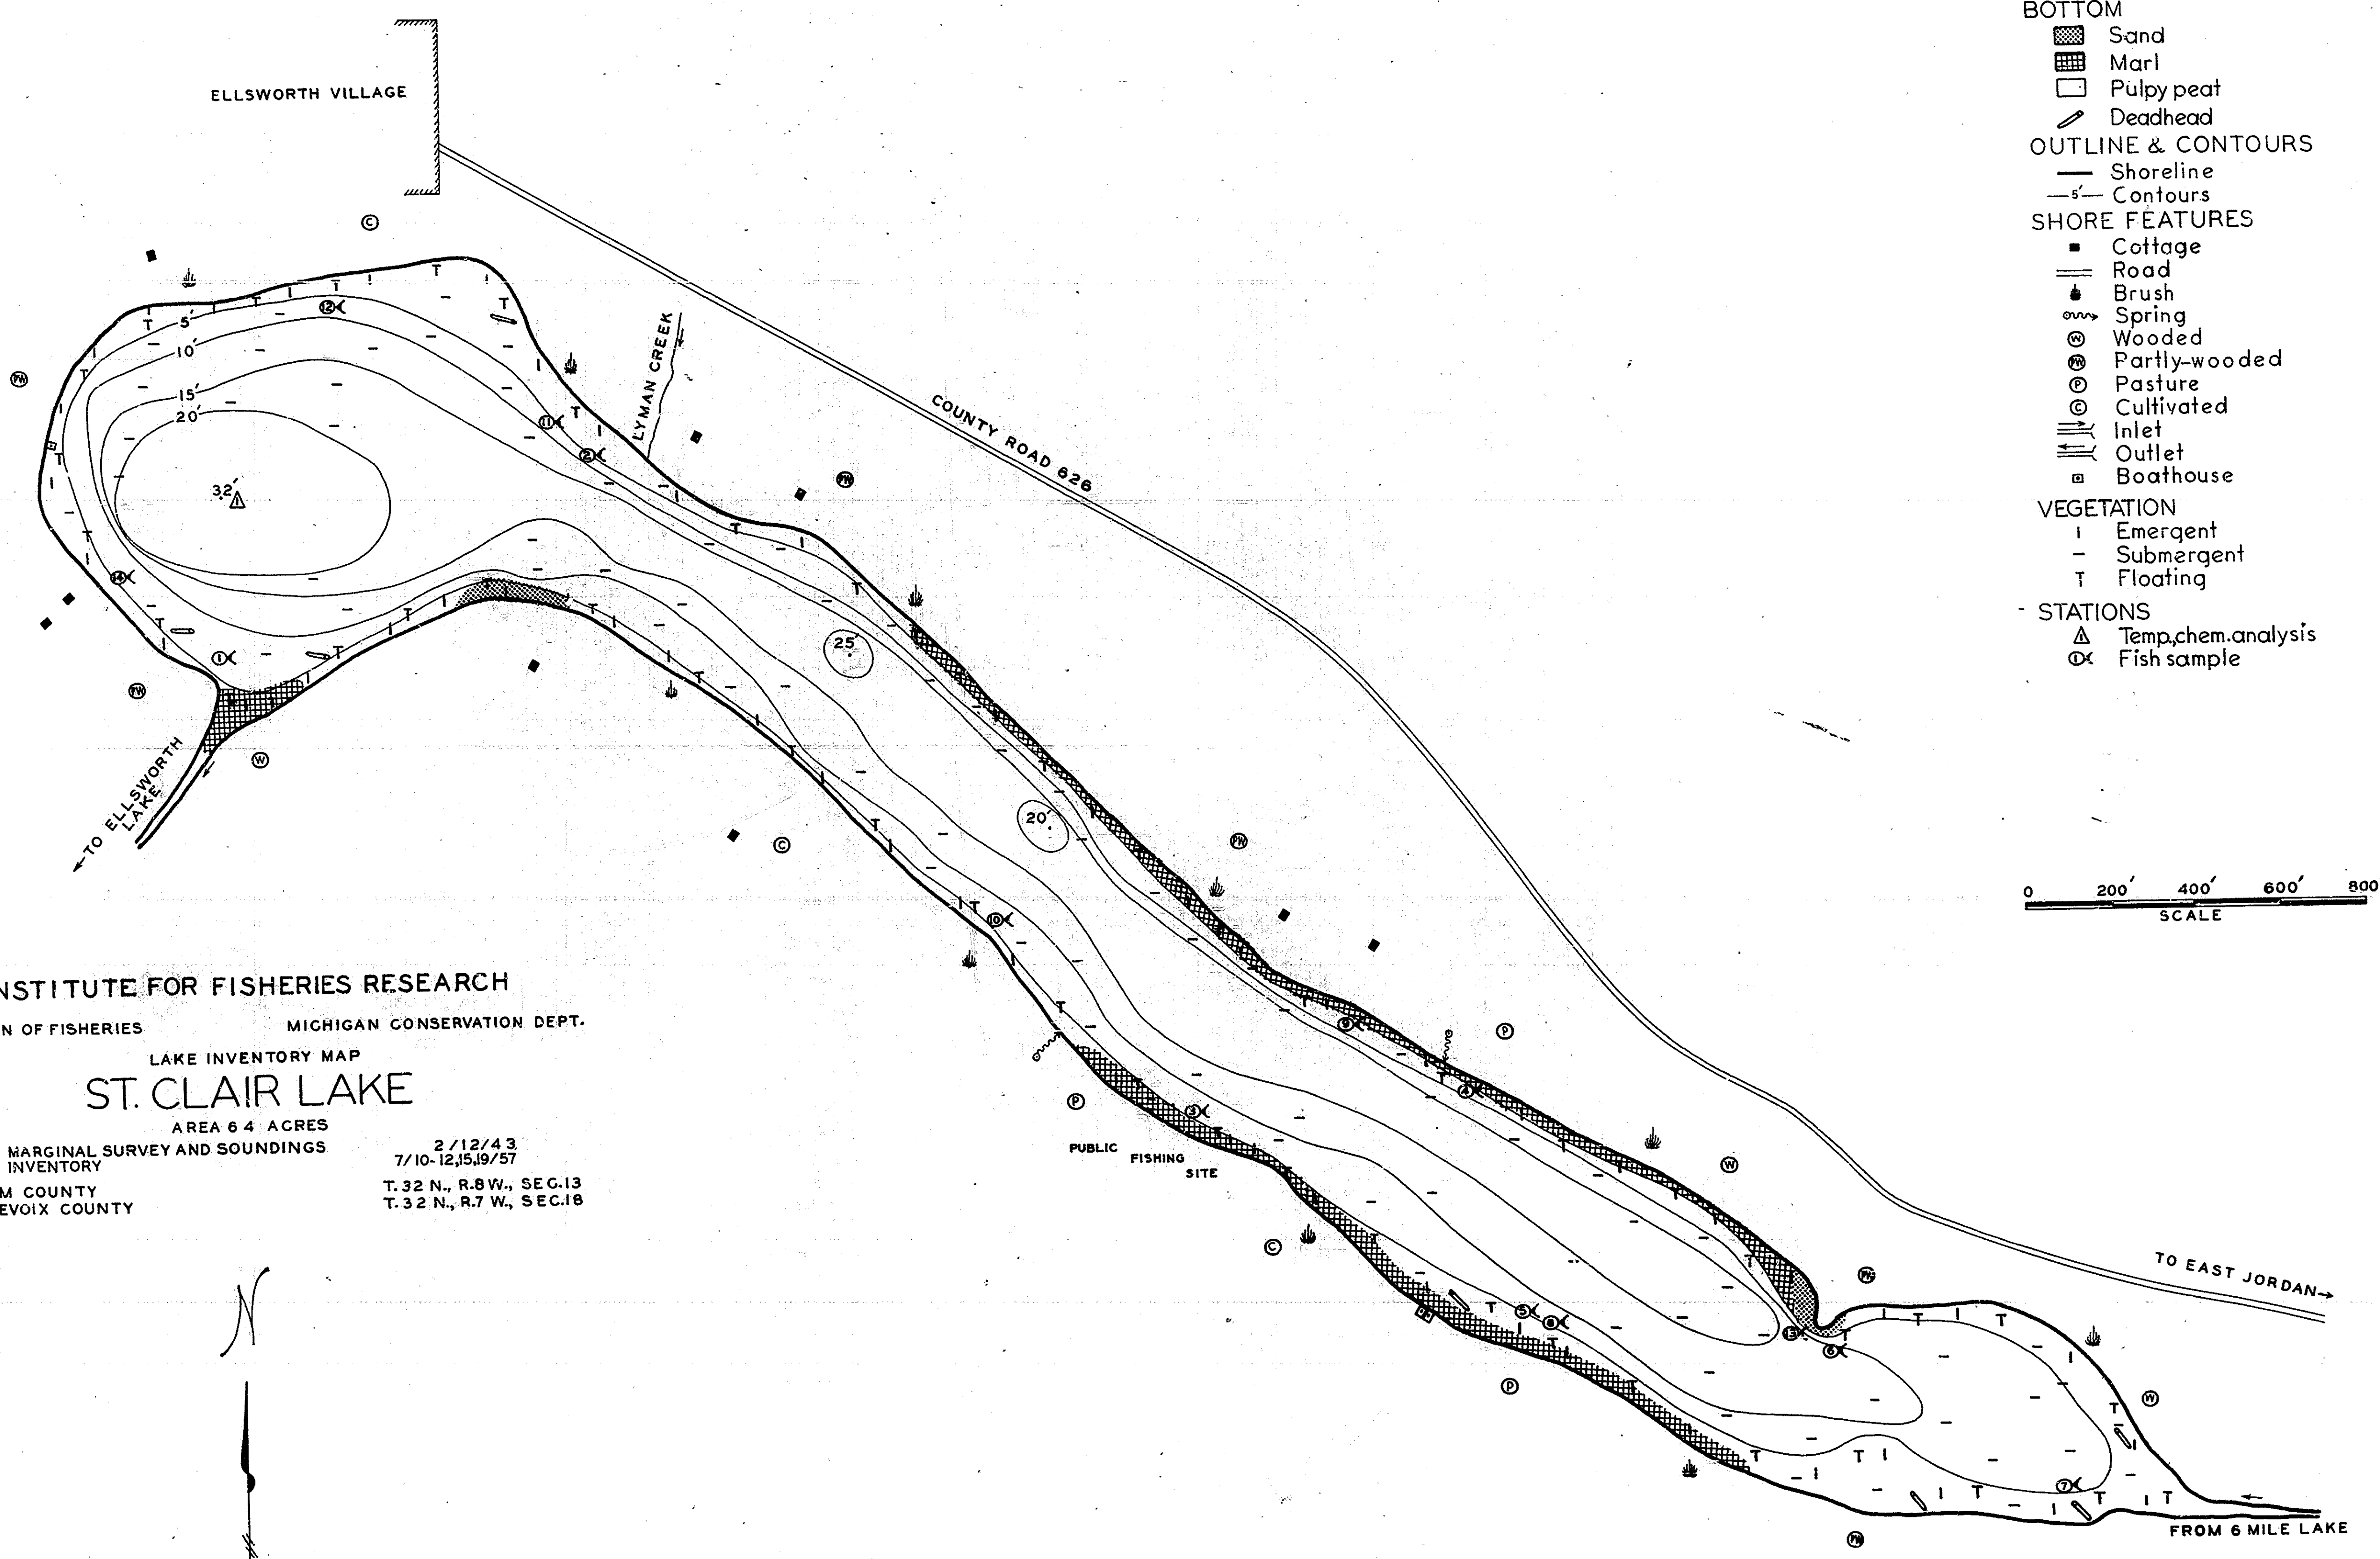 ELLSWORTH VILLAGE
COUNTY ROAD 626
LYMAN CREEK
5'
10'
15'
20'
32'
25'
20'
TO ELLSWORTH
LAKE
PUBLIC FISHING SITE
TO EAST JORDAN
FROM 6 MILE LAKE
BOTTOM
Sand
Marl
Pulpy peat
Deadhead
OUTLINE & CONTOURS
Shoreline
5' Contours
SHORE FEATURES
Cottage
Road
Brush
Spring
W Wooded
PW Partly-wooded
P Pasture
C Cultivated
Inlet
Outlet
Boathouse
VEGETATION
I Emergent
– Submergent
T Floating
STATIONS
1 Temp., chem. analysis
1 Fish sample
0 200' 400' 600' 800
SCALE
NSTITUTE FOR FISHERIES RESEARCH
N OF FISHERIES MICHIGAN CONSERVATION DEPT.
LAKE INVENTORY MAP
ST. CLAIR LAKE
AREA 64 ACRES
MARGINAL SURVEY AND SOUNDINGS 2/12/43
INVENTORY 7/10-12,15,19/57
M COUNTY T. 32 N., R. 8 W., SEC. 13
EVOIX COUNTY T. 32 N., R. 7 W., SEC. 18
N